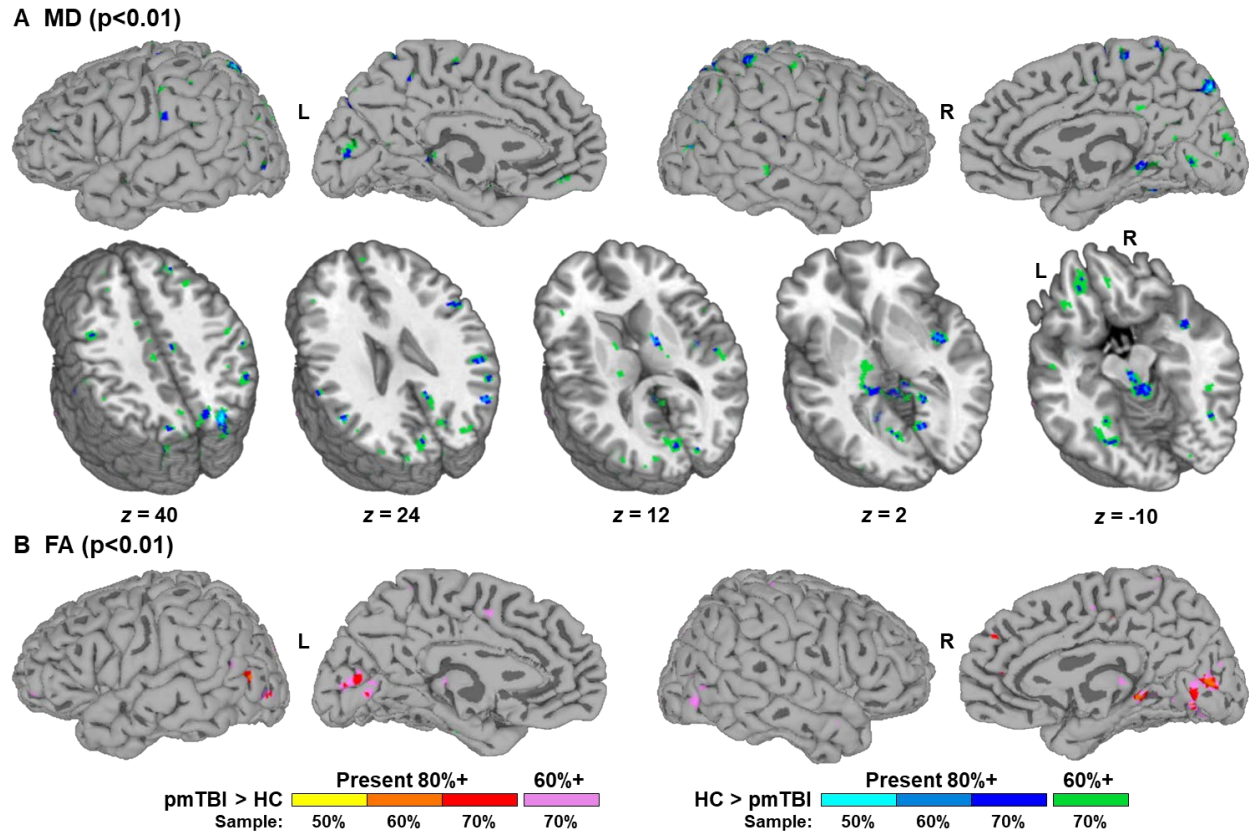 A MD (p<0.01)
L
R
R
L
z = 40
z = 24
z = 12
z = 2
z = -10
B FA (p<0.01)
L
R
Present 80%+ 60%+
pmTBI > HC
Sample: 50% 60% 70% 70%
Present 80%+ 60%+
HC > pmTBI
Sample: 50% 60% 70% 70%